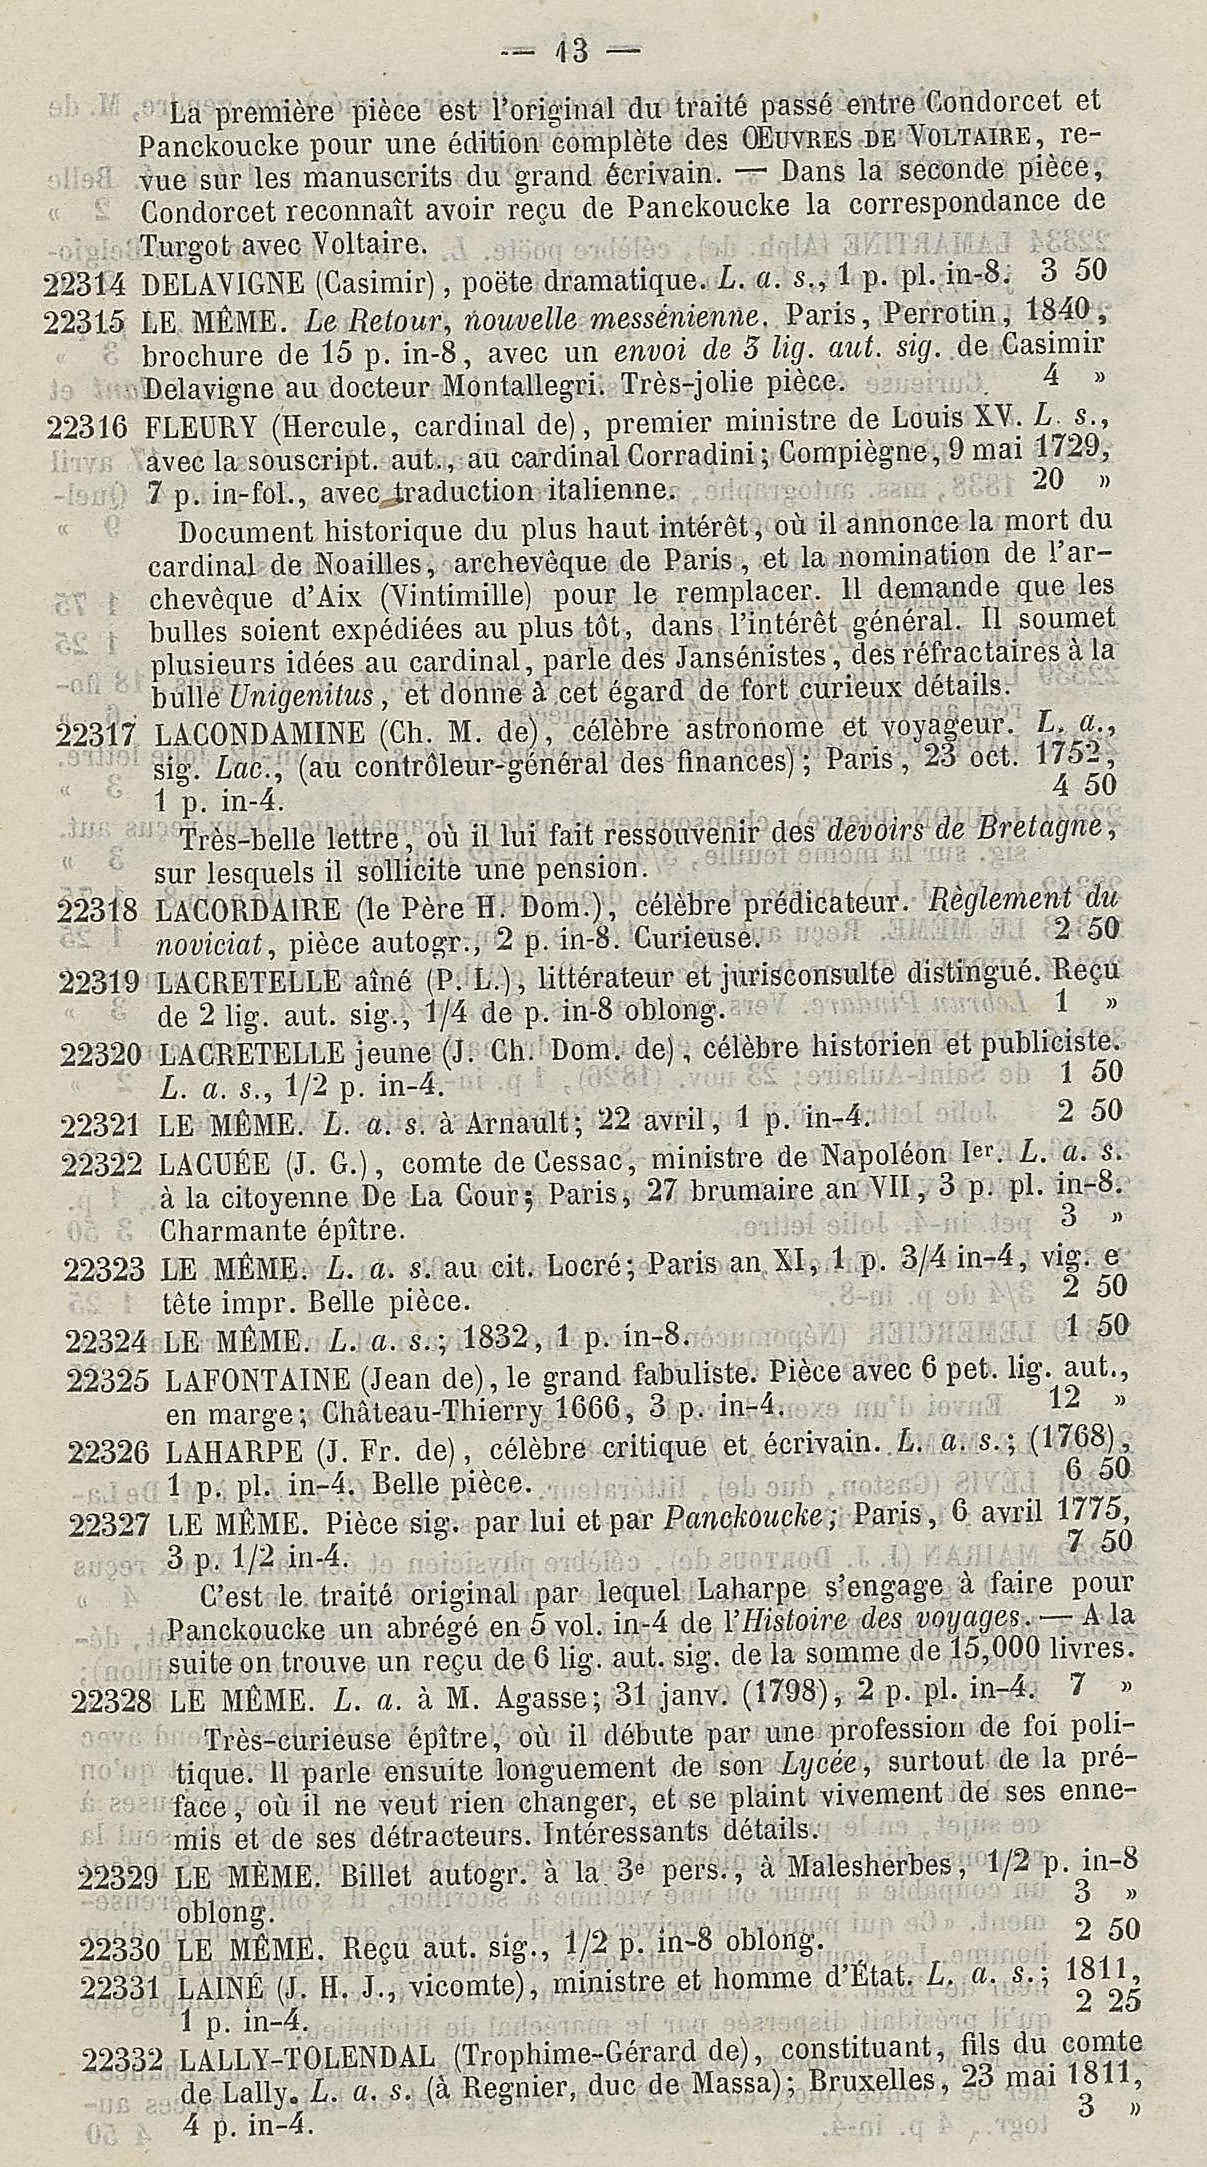 — 13 —
La première pièce est l'original du traité passé entre Condorcet et
Panckoucke pour une édition complète des ŒUVRES DE VOLTAIRE, re-
vue sur les manuscrits du grand écrivain. — Dans la seconde pièce,
Condorcet reconnaît avoir reçu de Panckoucke la correspondance de
Turgot avec Voltaire.
22314 DELAVIGNE (Casimir), poëte dramatique. L. a. s., 1 p. pl. in-8. 3 50
22315 LE MÊME. Le Retour, nouvelle messénienne. Paris, Perrotin, 1840,
brochure de 15 p. in-8, avec un envoi de 3 lig. aut. sig. de Casimir
Delavigne au docteur Montallegri. Très-jolie pièce. 4 »
22316 FLEURY (Hercule, cardinal de), premier ministre de Louis XV. L. s.,
avec la souscript. aut., au cardinal Corradini; Compiègne, 9 mai 1729,
7 p. in-fol., avec traduction italienne. 20 »
Document historique du plus haut intérêt, où il annonce la mort du
cardinal de Noailles, archevêque de Paris, et la nomination de l'ar-
chevêque d'Aix (Vintimille) pour le remplacer. Il demande que les
bulles soient expédiées au plus tôt, dans l'intérêt général. Il soumet
plusieurs idées au cardinal, parle des Jansénistes, des réfractaires à la
bulle Unigenitus, et donne à cet égard de fort curieux détails.
22317 LACONDAMINE (Ch. M. de), célèbre astronome et voyageur. L. a.,
sig. Lac., (au contrôleur-général des finances); Paris, 23 oct. 1752,
1 p. in-4. 4 50
Très-belle lettre, où il lui fait ressouvenir des devoirs de Bretagne,
sur lesquels il sollicite une pension.
22318 LACORDAIRE (le Père H. Dom.), célèbre prédicateur. Règlement du
noviciat, pièce autogr., 2 p. in-8. Curieuse. 2 50
22319 LACRETELLE aîné (P. L.), littérateur et jurisconsulte distingué. Reçu
de 2 lig. aut. sig., 1/4 de p. in-8 oblong. 1 »
22320 LACRETELLE jeune (J. Ch. Dom. de), célèbre historien et publiciste.
L. a. s., 1/2 p. in-4. 1 50
22321 LE MÊME. L. a. s. à Arnault; 22 avril, 1 p. in-4. 2 50
22322 LACUÉE (J. G.), comte de Cessac, ministre de Napoléon Ier. L. a. s.
à la citoyenne De La Cour; Paris, 27 brumaire an VII, 3 p. pl. in-8.
Charmante épître. 3 »
22323 LE MÊME. L. a. s. au cit. Locré; Paris an XI, 1 p. 3/4 in-4, vig. e
tête impr. Belle pièce. 2 50
22324 LE MÊME. L. a. s.; 1832, 1 p. in-8. 1 50
22325 LAFONTAINE (Jean de), le grand fabuliste. Pièce avec 6 pet. lig. aut.,
en marge; Château-Thierry 1666, 3 p. in-4. 12 »
22326 LAHARPE (J. Fr. de), célèbre critique et écrivain. L. a. s.; (1768),
1 p. pl. in-4. Belle pièce. 6 50
22327 LE MÊME. Pièce sig. par lui et par Panckoucke; Paris, 6 avril 1775,
3 p. 1/2 in-4. 7 50
C'est le traité original par lequel Laharpe s'engage à faire pour
Panckoucke un abrégé en 5 vol. in-4 de l'Histoire des voyages. — A la
suite on trouve un reçu de 6 lig. aut. sig. de la somme de 15,000 livres.
22328 LE MÊME. L. a. à M. Agasse; 31 janv. (1798), 2 p. pl. in-4. 7 »
Très-curieuse épître, où il débute par une profession de foi poli-
tique. Il parle ensuite longuement de son Lycée, surtout de la pré-
face, où il ne veut rien changer, et se plaint vivement de ses enne-
mis et de ses détracteurs. Intéressants détails.
22329 LE MÊME. Billet autogr. à la 3e pers., à Malesherbes, 1/2 p. in-8
oblong. 3 »
22330 LE MÊME. Reçu aut. sig., 1/2 p. in-8 oblong. 2 50
22331 LAINÉ (J. H. J., vicomte), ministre et homme d'État. L. a. s.; 1811,
1 p. in-4. 2 25
22332 LALLY-TOLENDAL (Trophime-Gérard de), constituant, fils du comte
de Lally. L. a. s. (à Regnier, duc de Massa); Bruxelles, 23 mai 1811,
4 p. in-4. 3 »